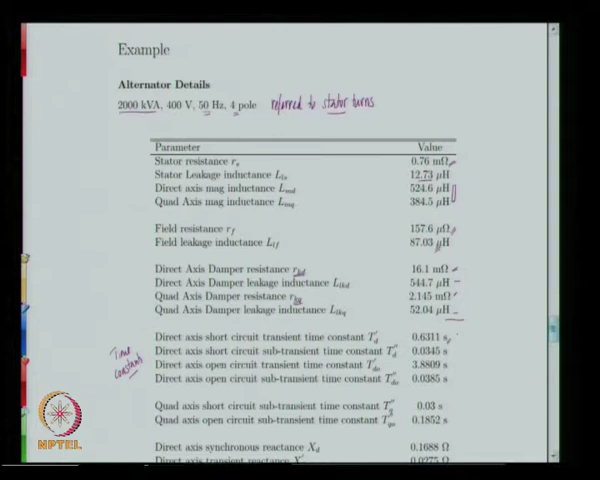 Example
Alternator Details
2000 kVA, 400 V, 50 Hz, 4 pole referred to stator turns
Parameter Value
Stator resistance rs 0.76 mΩ
Stator Leakage inductance Lls 12.73 μH
Direct axis mag inductance Lmd 524.6 μH
Quad Axis mag inductance Lmq 384.5 μH
Field resistance rf 157.6 μΩ
Field leakage inductance Llf 87.03 μH
Direct Axis Damper resistance rkd 16.1 mΩ
Direct Axis Damper leakage inductance Llkd 544.7 μH
Quad Axis Damper resistance rkq 2.145 mΩ
Quad Axis Damper leakage inductance Llkq 52.04 μH
Direct axis short circuit transient time constant T'd 0.6311 s
Direct axis short circuit sub-transient time constant T''d 0.0345 s
Direct axis open circuit transient time constant T'do 3.8809 s
Direct axis open circuit sub-transient time constant T''do 0.0385 s
Time constants
Quad axis short circuit sub-transient time constant T''q 0.03 s
Quad axis open circuit sub-transient time constant T''qo 0.1852 s
Direct axis synchronous reactance Xd 0.1688 Ω
Direct axis transient reactance X' 0.0275 Ω
NPTEL